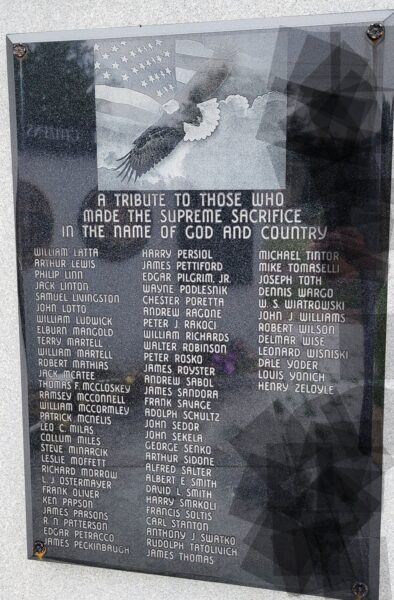 A TRIBUTE TO THOSE WHO
MADE THE SUPREME SACRIFICE
IN THE NAME OF GOD AND COUNTRY
WILLIAM LATTA
ARTHUR LEWIS
PHILIP LINN
JACK LINTON
SAMUEL LIVINGSTON
JOHN LOTTO
WILLIAM LUDWICK
ELBURN MANGOLD
TERRY MARTELL
WILLIAM MARTELL
ROBERT MATHIAS
JACK MCATEE
THOMAS F. MCCLOSKEY
RAMSEY MCCONNELL
WILLIAM MCCORMLEY
PATRICK MCNELIS
LEO C. MILAS
COLLUM MILES
STEVE MINARCIK
LESLIE MOFFETT
RICHARD MORROW
L. J. OSTERMAYER
FRANK OLIVER
KEN PAPSON
JAMES PARSONS
R. N. PATTERSON
EDGAR PETRACCO
JAMES PECKINBAUGH
HARRY PERSIOL
JAMES PETTIFORD
EDGAR PILGRIM, JR.
WAYNE PODLESNIK
CHESTER PORETTA
ANDREW RAGONE
PETER J. RAKOCI
WILLIAM RICHARDS
WALTER ROBINSON
PETER ROSKO
JAMES ROYSTER
ANDREW SABOL
JAMES SANDORA
FRANK SAVAGE
ADOLPH SCHULTZ
JOHN SEDOR
JOHN SEKELA
GEORGE SENKO
ARTHUR SIDONE
ALFRED SALTER
ALBERT E. SMITH
DAVID L. SMITH
HARRY SMRKOLI
FRANCIS SOLTIS
CARL STANTON
ANTHONY J. SWATKO
RUDOLPH TATOLIVICH
JAMES THOMAS
MICHAEL TINTOR
MIKE TOMASELLI
JOSEPH TOTH
DENNIS WARGO
W. S. WIATROWSKI
JOHN J. WILLIAMS
ROBERT WILSON
DELMAR WISE
LEONARD WISNISKI
DALE YODER
LOUIS YONICH
HENRY ZELOYLE